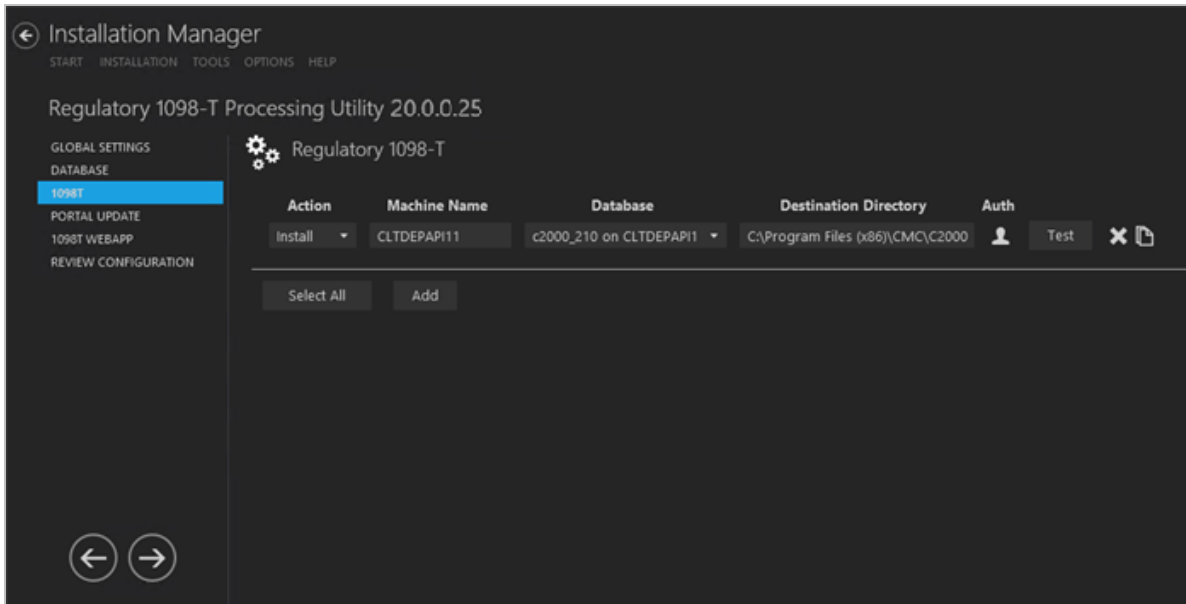 Installation Manager
START INSTALLATION TOOLS OPTIONS HELP
Regulatory 1098-T Processing Utility 20.0.0.25
GLOBAL SETTINGS
DATABASE
1098T
PORTAL UPDATE
1098T WEBAPP
REVIEW CONFIGURATION
Regulatory 1098-T
Action Machine Name Database Destination Directory Auth
Install CLTDEPAPI11 c2000_210 on CLTDEPAPI1 C:\Program Files (x86)\CMC\C2000 Test
Select All Add